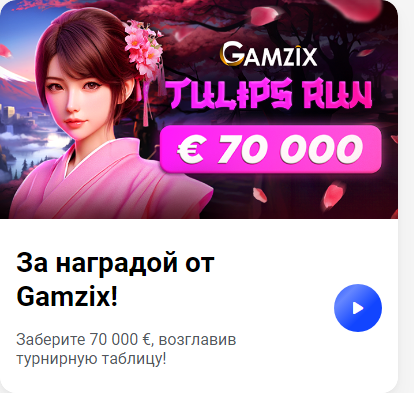 GAMZIX
TULIPS RUN
€ 70 000
За наградой от
Gamzix!
Заберите 70 000 €, возглавив
турнирную таблицу!